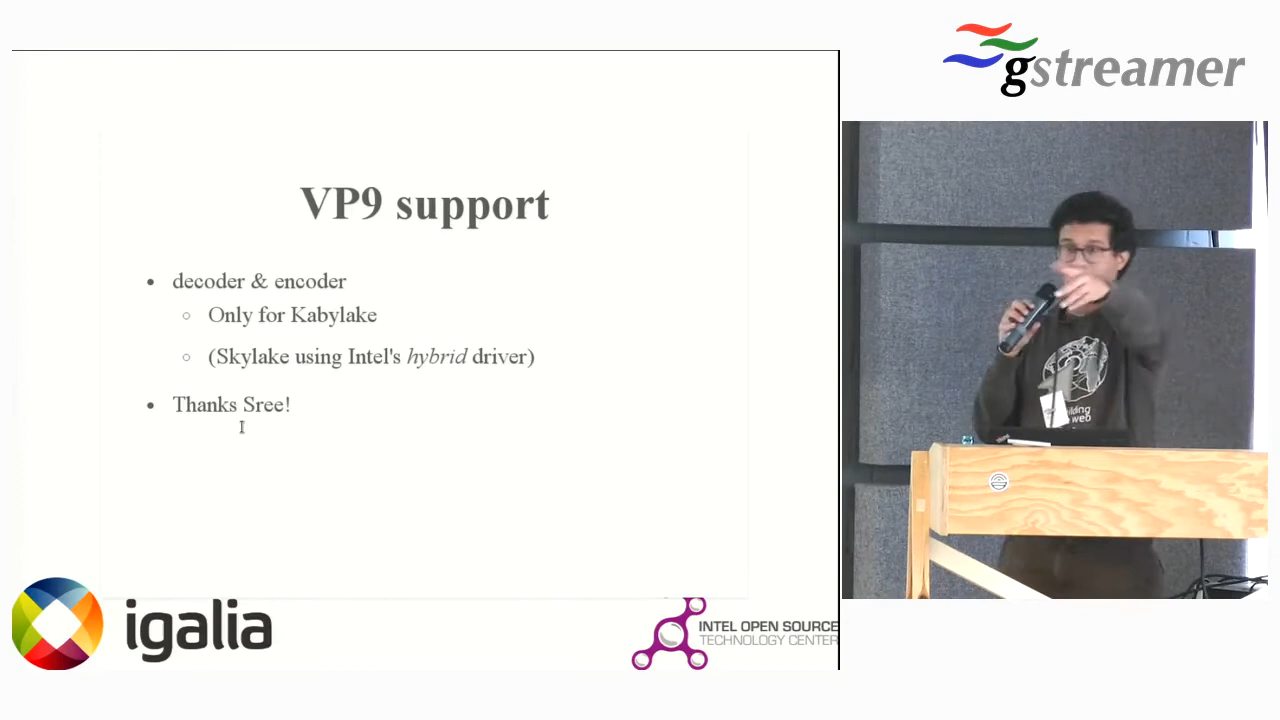 gstreamer
VP9 support
decoder & encoder
Only for Kabylake
(Skylake using Intel's hybrid driver)
Thanks Sree!
igalia
INTEL OPEN SOURCE
TECHNOLOGY CENTER
web